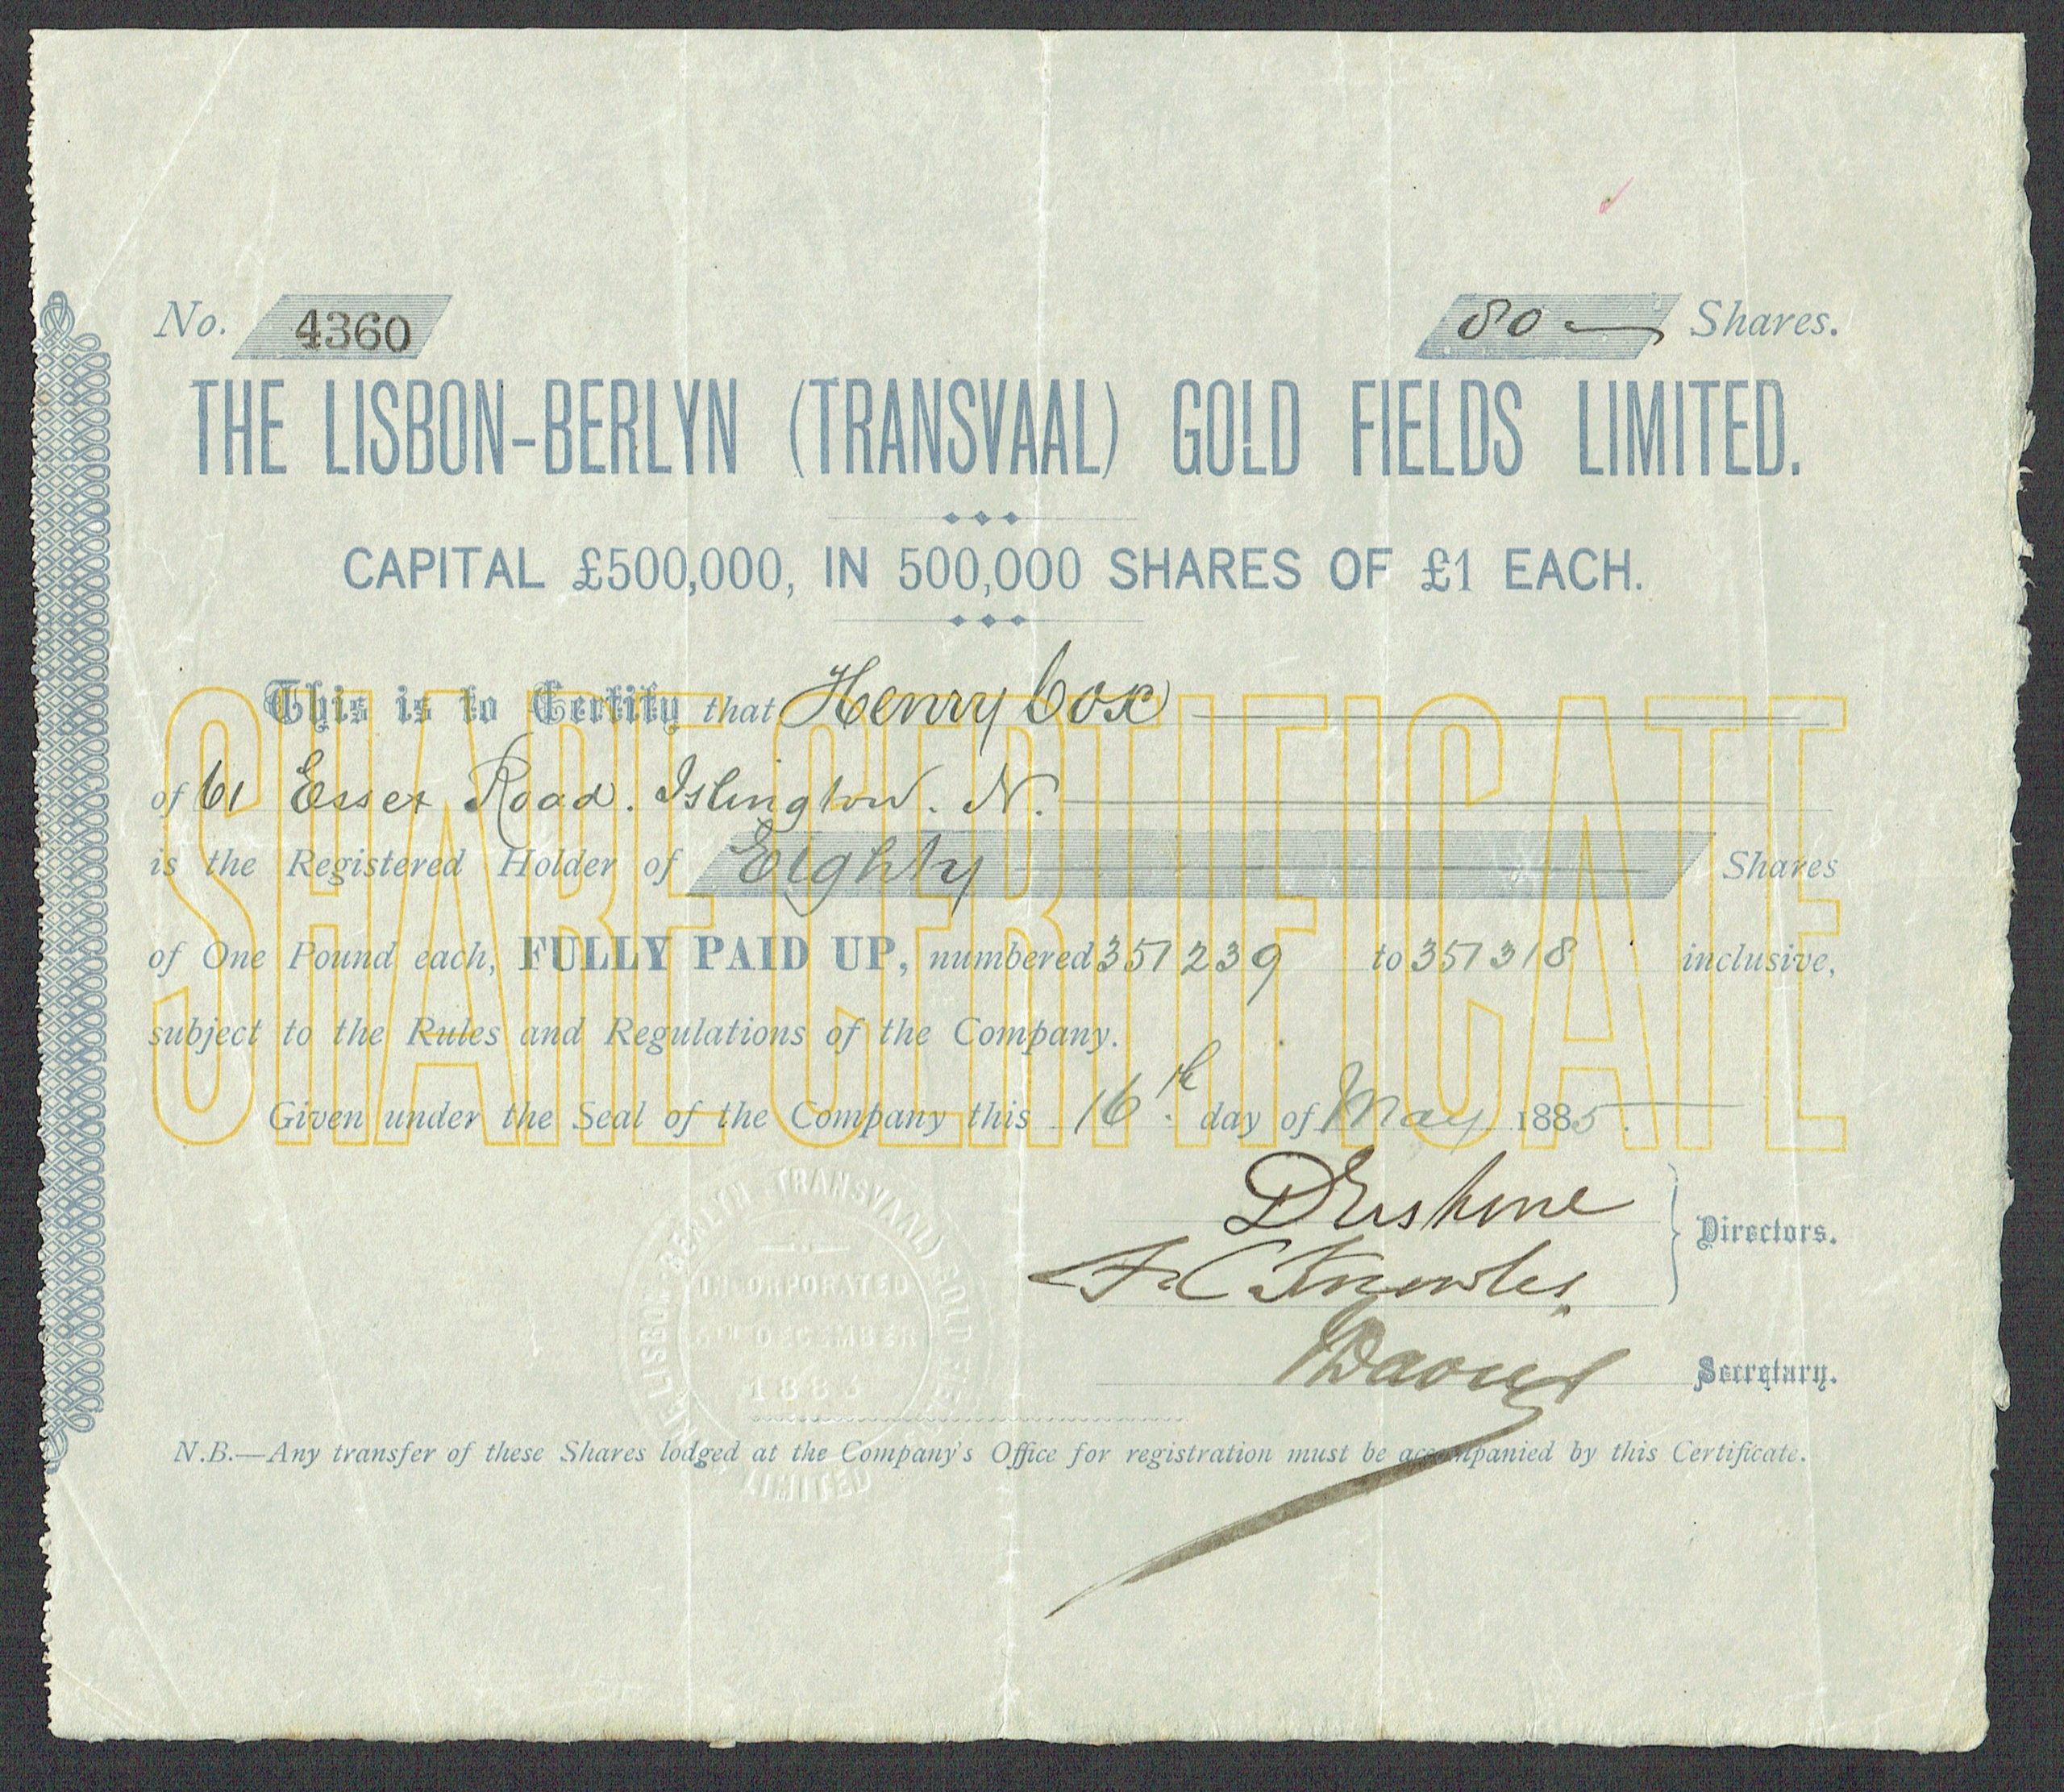 No. 4360 80 Shares.
THE LISBON-BERLYN (TRANSVAAL) GOLD FIELDS LIMITED.
CAPITAL £500,000, IN 500,000 SHARES OF £1 EACH.
SHARE CERTIFICATE
This is to Certify that Henry Cox
of 61 Essex Road. Islington. N.
is the Registered Holder of Eighty Shares
of One Pound each, FULLY PAID UP, numbered 357239 to 357318 inclusive,
subject to the Rules and Regulations of the Company.
Given under the Seal of the Company this 16th day of May 1885.
D Erskine
F. C. Knowles Directors.
Secretary.
LISBON-BERLYN (TRANSVAAL) GOLD
INCORPORATED
DECEMBER
1883
LIMITED
N.B.—Any transfer of these Shares lodged at the Company's Office for registration must be accompanied by this Certificate.